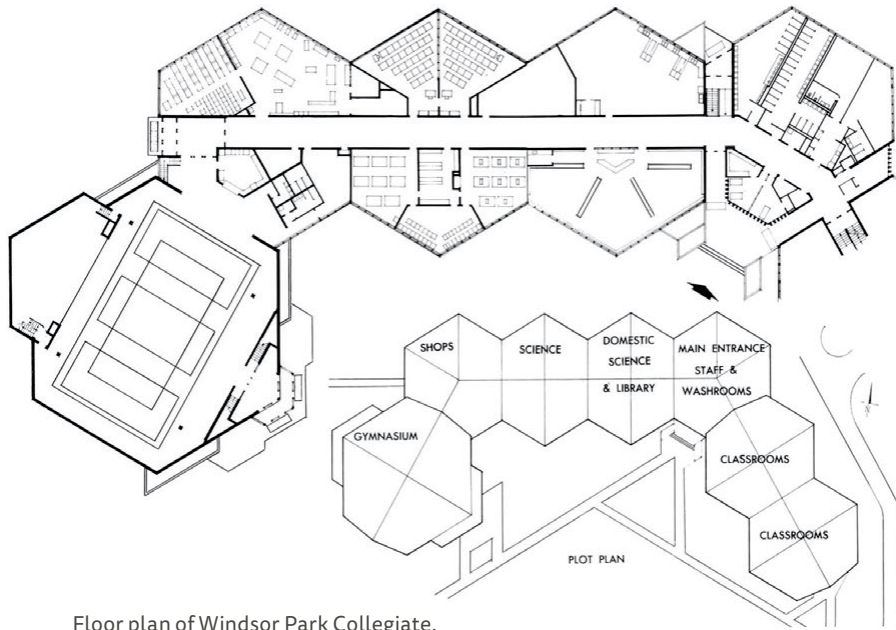 SHOPS
SCIENCE
DOMESTIC
SCIENCE
& LIBRARY
MAIN ENTRANCE
STAFF &
WASHROOMS
GYMNASIUM
CLASSROOMS
CLASSROOMS
PLOT PLAN
Floor plan of Windsor Park Collegiate.